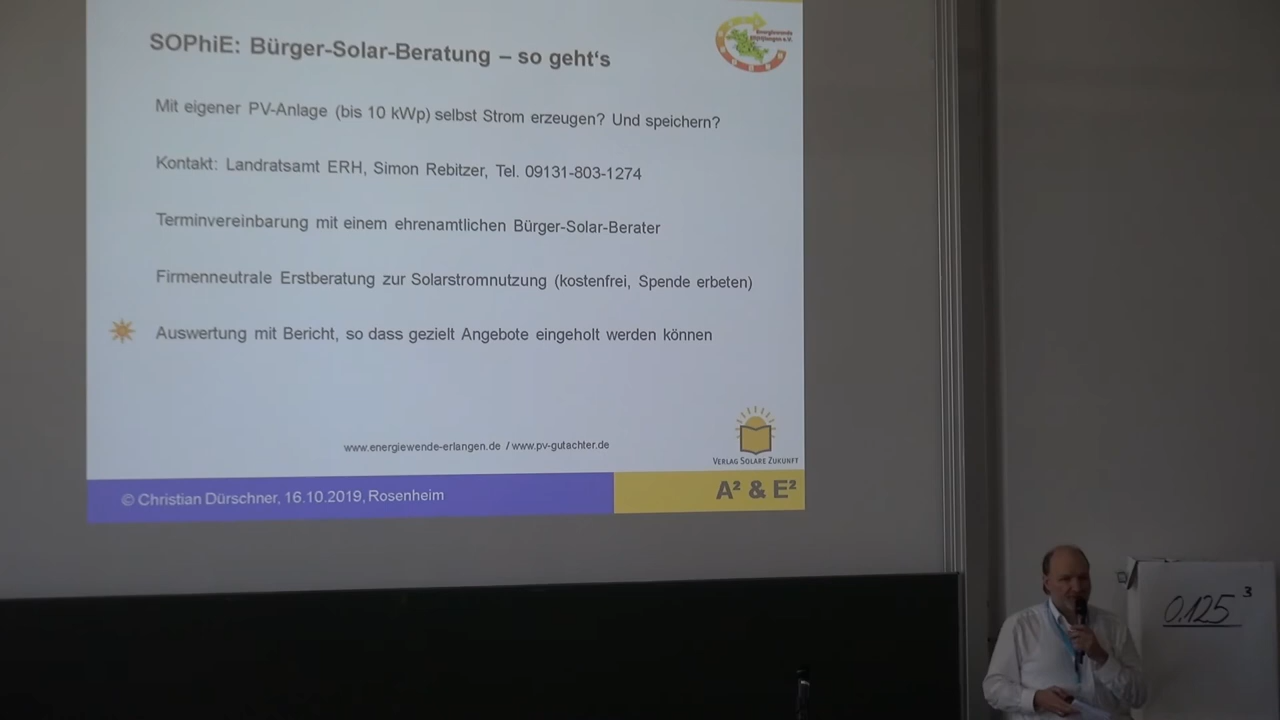 SOPhiE: Bürger-Solar-Beratung – so geht's
Mit eigener PV-Anlage (bis 10 kWp) selbst Strom erzeugen? Und speichern?
Kontakt: Landratsamt ERH, Simon Rebitzer, Tel. 09131-803-1274
Terminvereinbarung mit einem ehrenamtlichen Bürger-Solar-Berater
Firmenneutrale Erstberatung zur Solarstromnutzung (kostenfrei, Spende erbeten)
Auswertung mit Bericht, so dass gezielt Angebote eingeholt werden können
www.energiewende-erlangen.de / www.pv-gutachter.de
VERLAG SOLARE ZUKUNFT
© Christian Dürschner, 16.10.2019, Rosenheim
A² & E²
0.125³